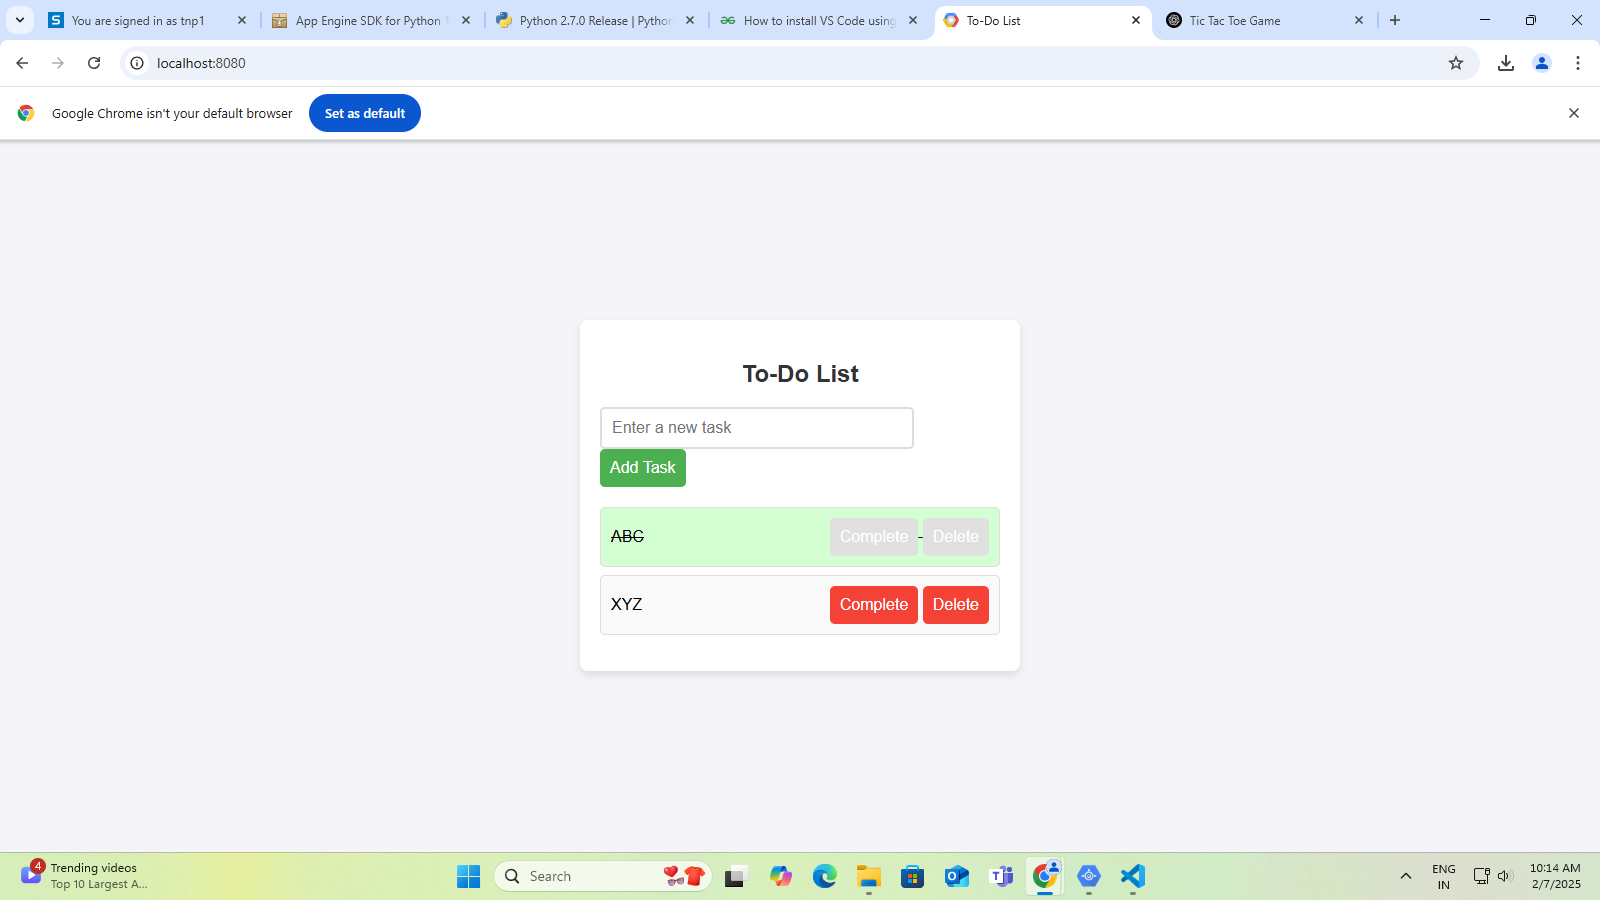 You are signed in as tnp1
App Engine SDK for Python 1
Python 2.7.0 Release | Python
How to install VS Code using
To-Do List
Tic Tac Toe Game
localhost:8080
Google Chrome isn't your default browser
Set as default
To-Do List
Enter a new task
Add Task
ABC Complete Delete
XYZ Complete Delete
4
Trending videos
Top 10 Largest A...
Search
ENG
IN
10:14 AM
2/7/2025